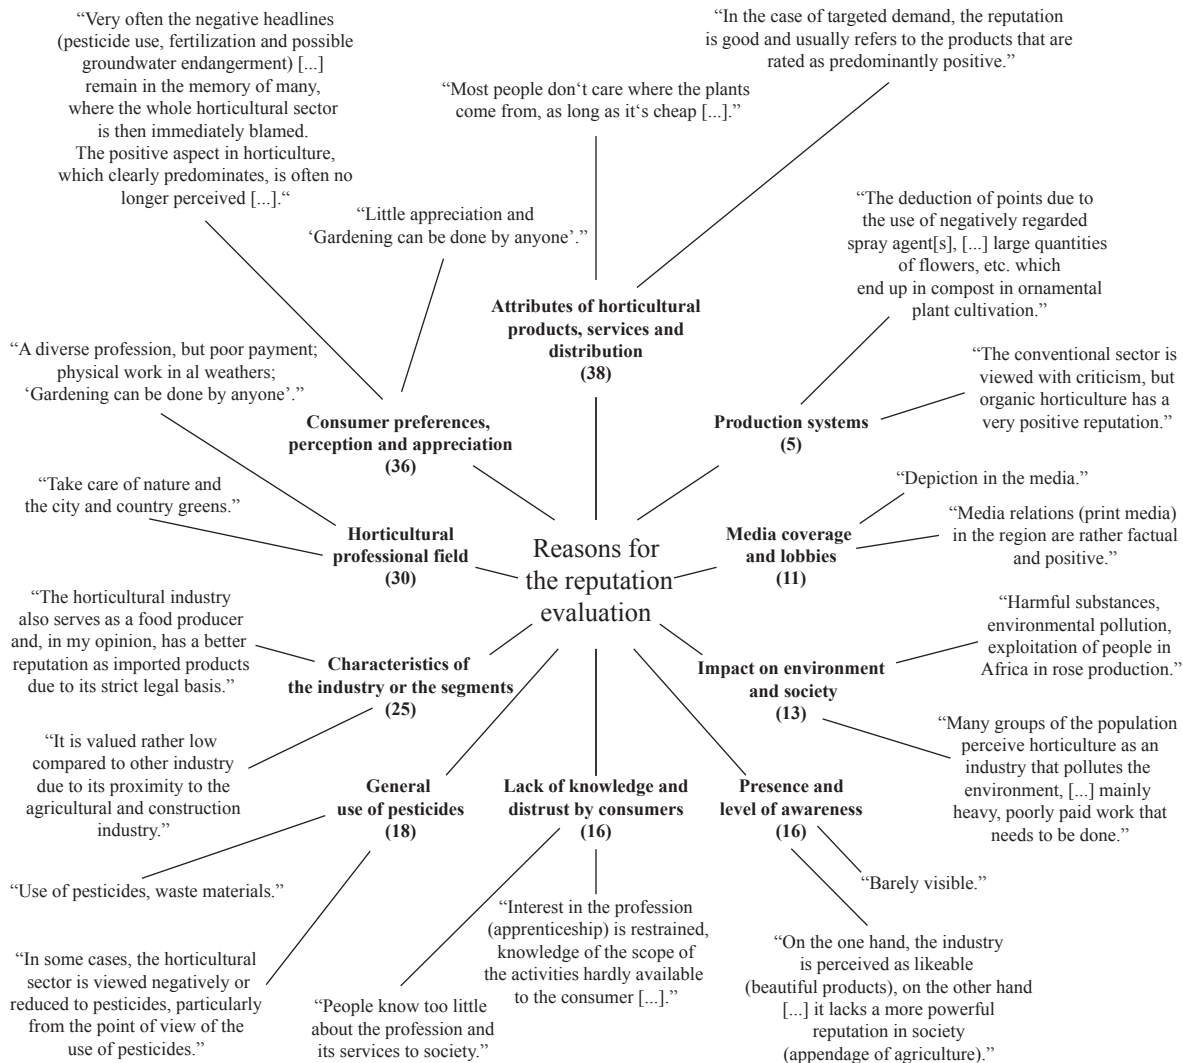 “Very often the negative headlines
(pesticide use, fertilization and possible
groundwater endangerment) [...]
remain in the memory of many,
where the whole horticultural sector
is then immediately blamed.
The positive aspect in horticulture,
which clearly predominates, is often no
longer perceived [...].“
“Most people don‘t care where the plants
come from, as long as it‘s cheap [...].”
“In the case of targeted demand, the reputation
is good and usually refers to the products that are
rated as predominantly positive.”
“Little appreciation and
‘Gardening can be done by anyone’.”
“The deduction of points due to
the use of negatively regarded
spray agent[s], [...] large quantities
of flowers, etc. which
end up in compost in ornamental
plant cultivation.”
Attributes of horticultural
products, services and
distribution
(38)
“A diverse profession, but poor payment;
physical work in al weathers;
‘Gardening can be done by anyone’.”
“The conventional sector is
viewed with criticism, but
organic horticulture has a
very positive reputation.”
Consumer preferences,
perception and appreciation
(36)
Production systems
(5)
“Take care of nature and
the city and country greens.”
“Depiction in the media.”
Horticultural
professional field
(30)
Reasons for
the reputation
evaluation
Media coverage
and lobbies
(11)
“Media relations (print media)
in the region are rather factual
and positive.”
“The horticultural industry
also serves as a food producer
and, in my opinion, has a better
reputation as imported products
due to its strict legal basis.”
“Harmful substances,
environmental pollution,
exploitation of people in
Africa in rose production.”
Characteristics of
the industry or the segments
(25)
Impact on environment
and society
(13)
“It is valued rather low
compared to other industry
due to its proximity to the
agricultural and construction
industry.”
“Many groups of the population
perceive horticulture as an
industry that pollutes the
environment, [...] mainly
heavy, poorly paid work that
needs to be done.”
General
use of pesticides
(18)
Lack of knowledge and
distrust by consumers
(16)
Presence and
level of awareness
(16)
“Use of pesticides, waste materials.”
“Barely visible.”
“In some cases, the horticultural
sector is viewed negatively or
reduced to pesticides, particularly
from the point of view of the
use of pesticides.”
“People know too little
about the profession and
its services to society.”
“Interest in the profession
(apprenticeship) is restrained,
knowledge of the scope of
the activities hardly available
to the consumer [...].”
“On the one hand, the industry
is perceived as likeable
(beautiful products), on the other hand
[...] it lacks a more powerful
reputation in society
(appendage of agriculture).”